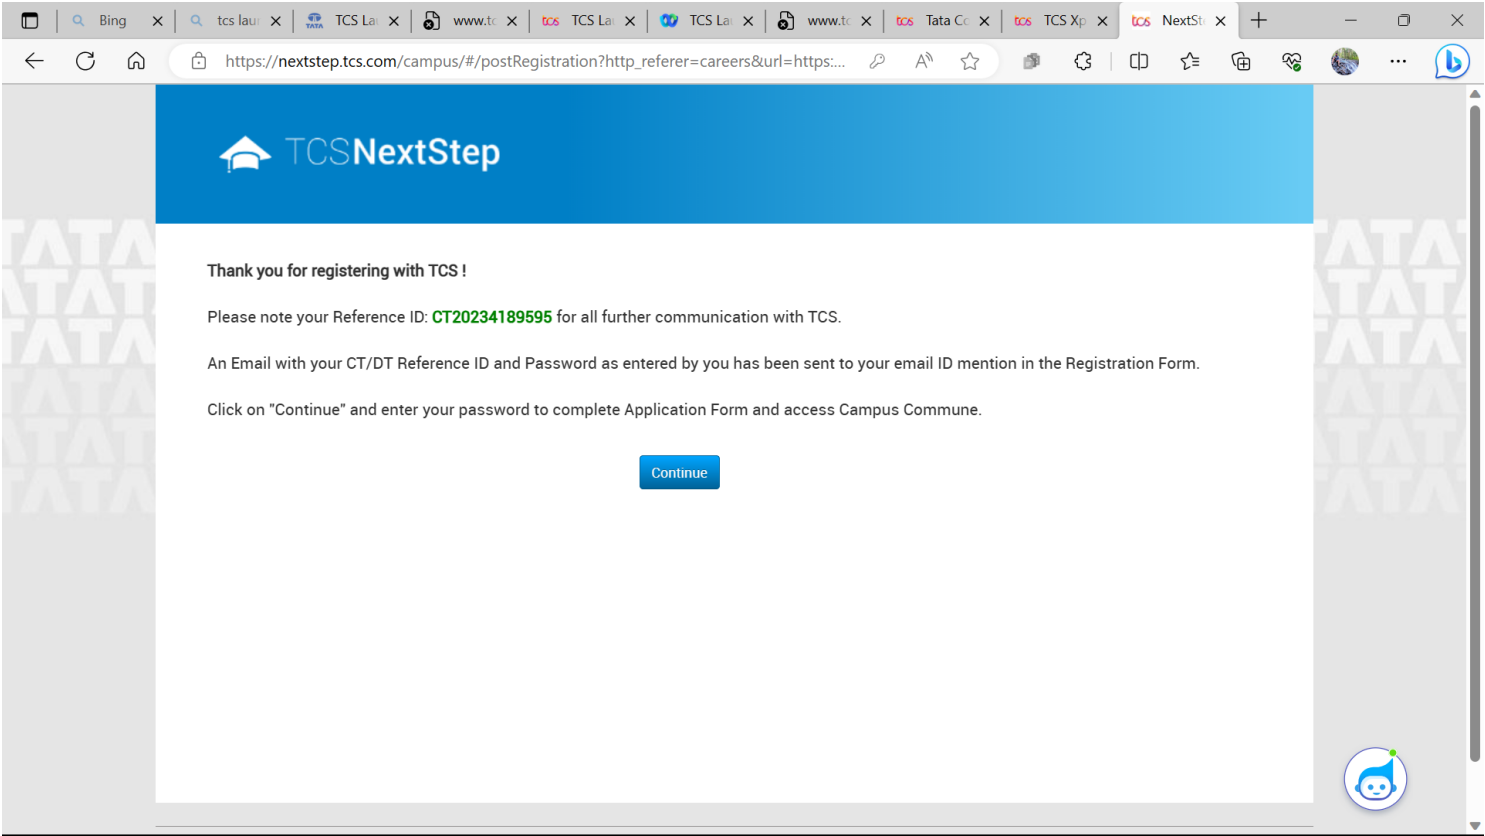 Bing
tcs laun
TCS La
www.tc
TCS La
TCS La
www.tc
Tata Co
TCS Xp
NextSt
https://nextstep.tcs.com/campus/#/postRegistration?http_referer=careers&url=https:...
TCSNextStep
Thank you for registering with TCS !
Please note your Reference ID: CT20234189595 for all further communication with TCS.
An Email with your CT/DT Reference ID and Password as entered by you has been sent to your email ID mention in the Registration Form.
Click on "Continue" and enter your password to complete Application Form and access Campus Commune.
Continue